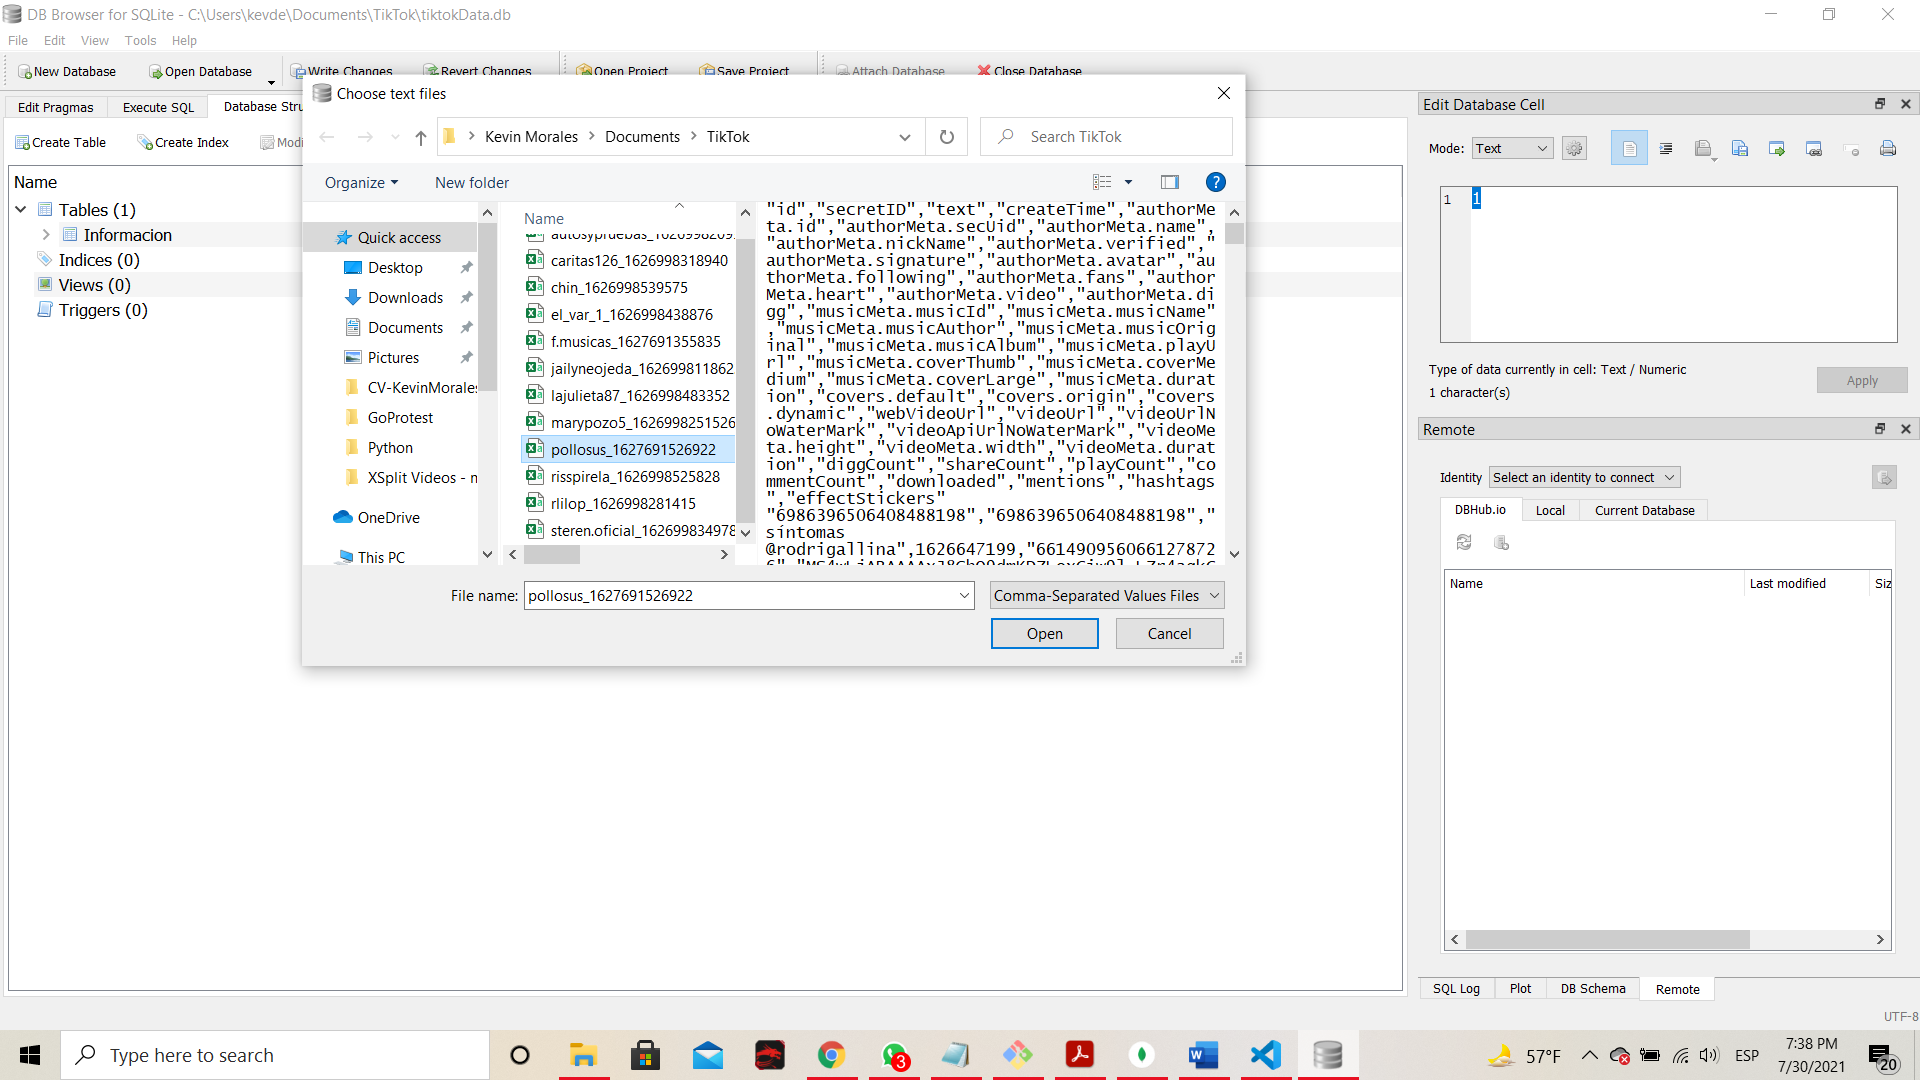 DB Browser for SQLite - C:\Users\kevde\Documents\TikTok\tiktokData.db
File Edit View Tools Help
New Database Open Database Write Changes Revert Changes Open Project Save Project Attach Database Close Database
Edit Pragmas Execute SQL Database Stru
Create Table Create Index Modi
Name
Tables (1)
Informacion
Indices (0)
Views (0)
Triggers (0)
Choose text files
Kevin Morales > Documents > TikTok
Search TikTok
Organize New folder
Quick access
Desktop
Downloads
Documents
Pictures
CV-KevinMorales
GoProtest
Python
XSplit Videos - n
OneDrive
This PC
Name
caritas126_1626998318940
chin_1626998539575
el_var_1_1626998438876
f.musicas_1627691355835
jailyneojeda_162699811862
lajulieta87_1626998483352
marypozo5_1626998251526
pollosus_1627691526922
risspirela_1626998525828
rlilop_1626998281415
steren.oficial_162699834978
"id","secretID","text","createTime","authorMe
ta.id","authorMeta.secUid","authorMeta.name",
"authorMeta.nickName","authorMeta.verified","
authorMeta.signature","authorMeta.avatar","au
thorMeta.following","authorMeta.fans","author
Meta.heart","authorMeta.video","authorMeta.di
gg","musicMeta.musicId","musicMeta.musicName"
,"musicMeta.musicAuthor","musicMeta.musicOrig
inal","musicMeta.musicAlbum","musicMeta.playU
rl","musicMeta.coverThumb","musicMeta.coverMe
dium","musicMeta.coverLarge","musicMeta.durat
ion","covers.default","covers.origin","covers
.dynamic","webVideoUrl","videoUrl","videoUrlN
oWaterMark","videoApiUrlNoWaterMark","videoMe
ta.height","videoMeta.width","videoMeta.durat
ion","diggCount","shareCount","playCount","co
mmentCount","downloaded","mentions","hashtags
","effectStickers"
"6986396506408488198","6986396506408488198","
síntomas
@rodrigallina",1626647199,"661490956066127872
File name: pollosus_1627691526922 Comma-Separated Values Files
Open Cancel
Edit Database Cell
Mode: Text
1 1
Type of data currently in cell: Text / Numeric
1 character(s)
Apply
Remote
Identity Select an identity to connect
DBHub.io Local Current Database
Name Last modified Siz
SQL Log Plot DB Schema Remote
UTF-8
Type here to search
3
57°F
ESP
7:38 PM
7/30/2021
20